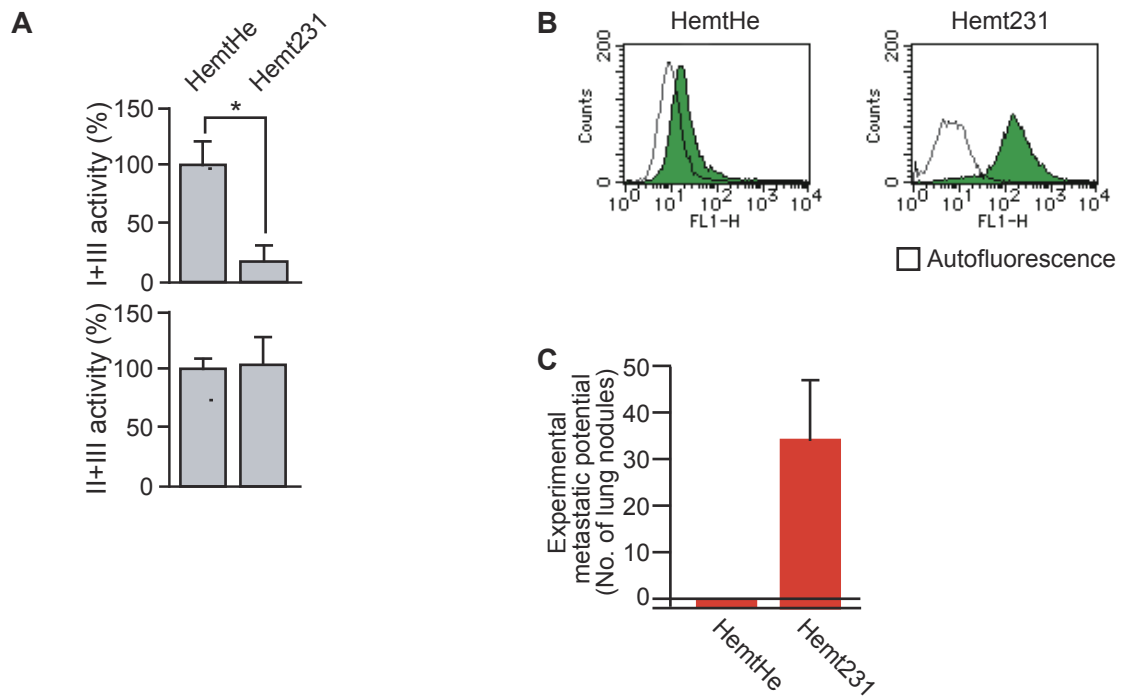 A
HemtHe
Hemt231
I+III activity (%)
150
100
50
0
*
II+III activity (%)
150
100
50
0
B
HemtHe
Counts
200
0
10^0 10^1 10^2 10^3 10^4
FL1-H
Hemt231
Counts
200
0
10^0 10^1 10^2 10^3 10^4
FL1-H
Autofluorescence
C
Experimental
metastatic potential
(No. of lung nodules)
50
40
30
20
10
0
HemtHe
Hemt231